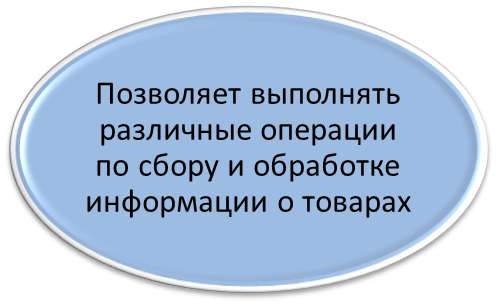 Позволяет выполнять
различные операции
по сбору и обработке
информации о товарах